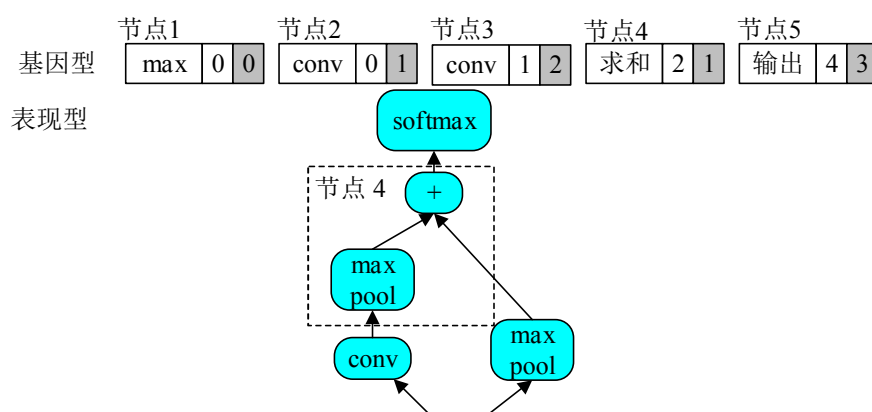 节点1 节点2 节点3 节点4 节点5
基因型 max 0 0 conv 0 1 conv 1 2 求和 2 1 输出 4 3
表现型
softmax
节点 4
+
max
pool
max
pool
conv